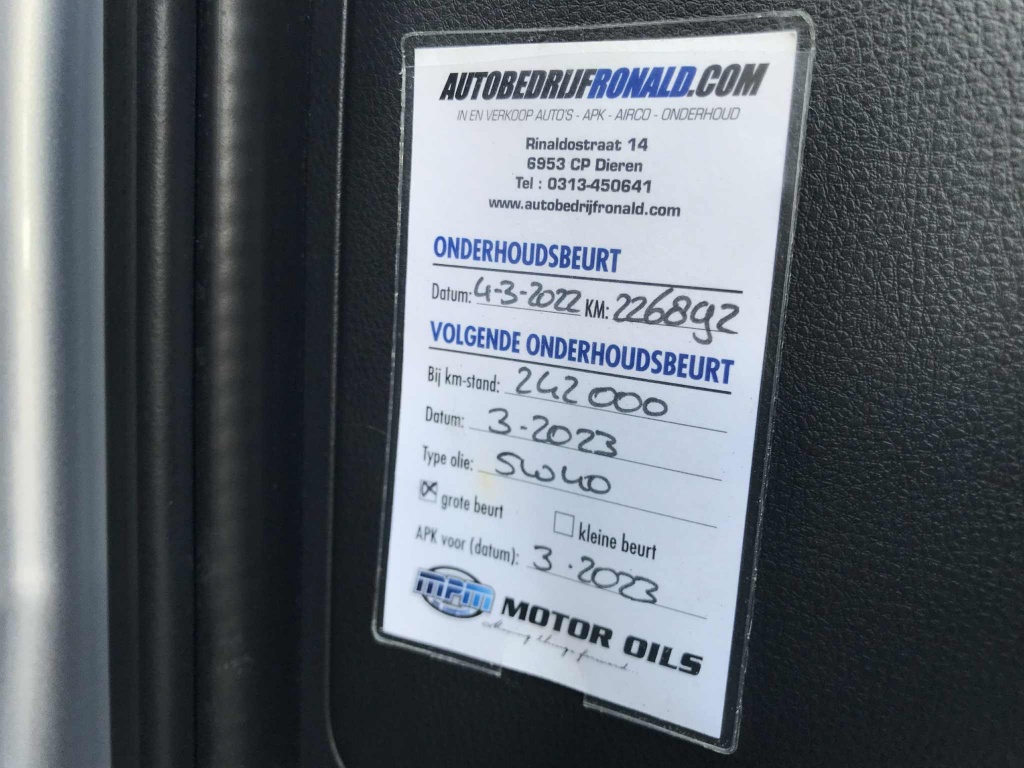 AUTOBEDRIJFRONALD.COM
IN EN VERKOOP AUTO'S - APK - AIRCO - ONDERHOUD
Rinaldostraat 14
6953 CP Dieren
Tel : 0313-450641
www.autobedrijfronald.com
ONDERHOUDSBEURT
Datum: 4-3-2022 KM: 226892
VOLGENDE ONDERHOUDSBEURT
Bij km-stand: 242000
Datum: 3-2023
Type olie: 5W40
grote beurt kleine beurt
APK voor (datum): 3-2023
MPM MOTOR OILS